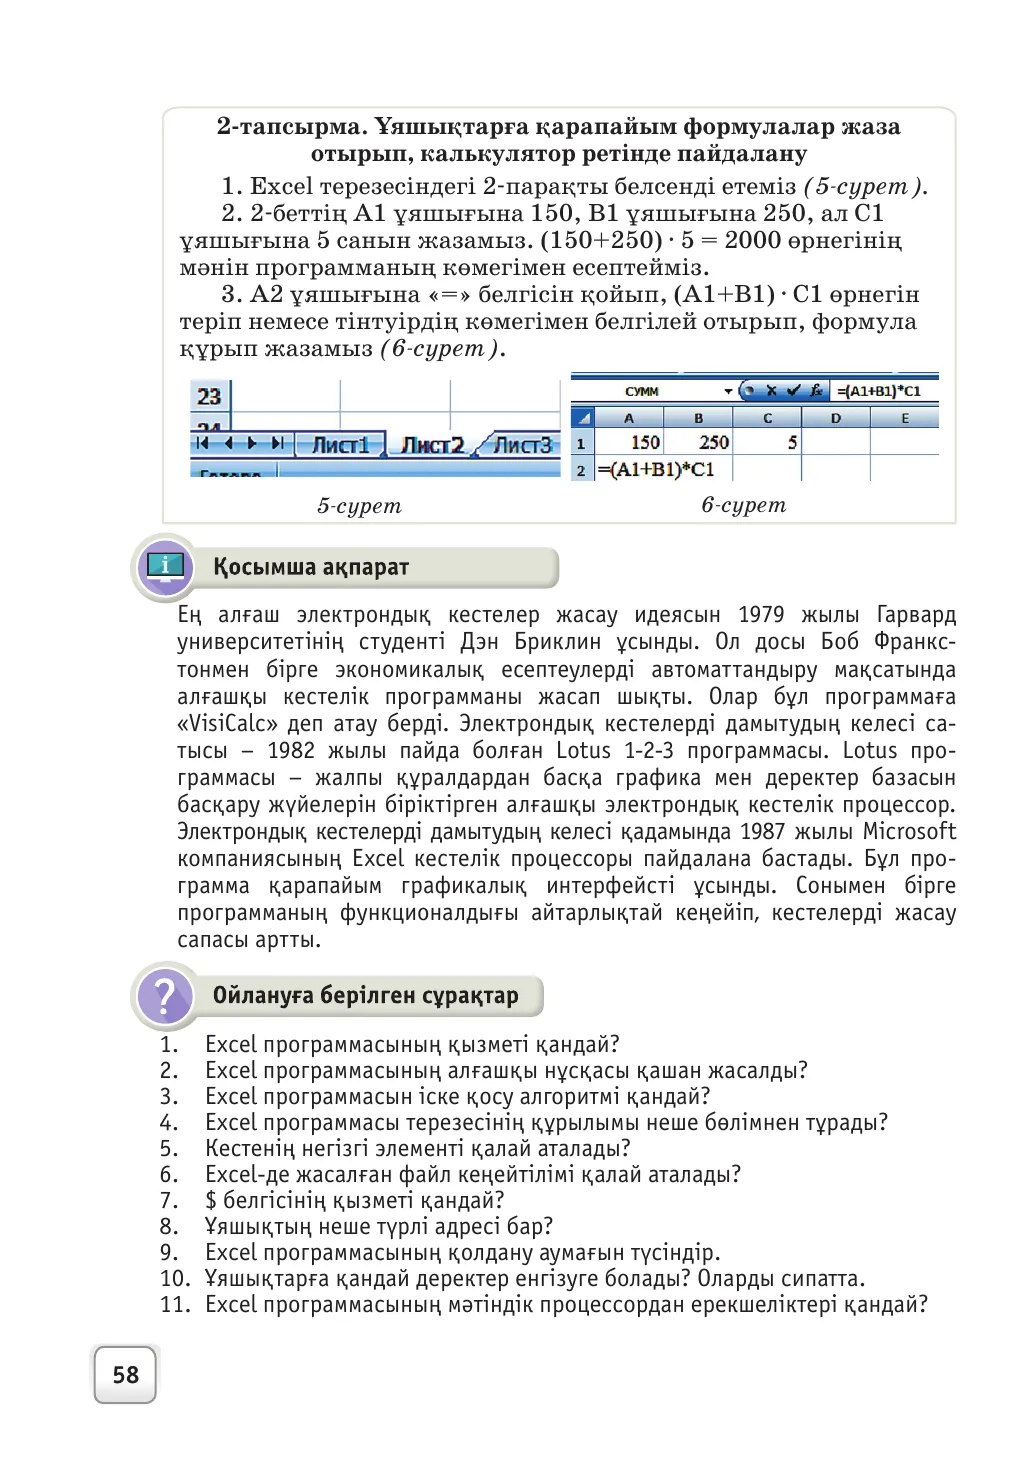 2-тапсырма. Ұяшықтарға қарапайым формулалар жаза
отырып, калькулятор ретінде пайдалану
1. Excel терезесіндегі 2-парақты белсенді етеміз (5-сурет).
2. 2-беттің A1 ұяшығына 150, B1 ұяшығына 250, ал C1
ұяшығына 5 санын жазамыз. (150+250) · 5 = 2000 өрнегінің
мәнін программаның көмегімен есептейміз.
3. A2 ұяшығына «=» белгісін қойып, (A1+B1) · C1 өрнегін
теріп немесе тінтуірдің көмегімен белгілей отырып, формула
құрып жазамыз (6-сурет).
23
24
Лист1 Лист2 Лист3
Готово
СУММ =(A1+B1)*C1
A B C D E
1 150 250 5
2 =(A1+B1)*C1
5-сурет
6-сурет
Қосымша ақпарат
Ең алғаш электрондық кестелер жасау идеясын 1979 жылы Гарвард
университетінің студенті Дэн Бриклин ұсынды. Ол досы Боб Франкс-
тонмен бірге экономикалық есептеулерді автоматтандыру мақсатында
алғашқы кестелік программаны жасап шықты. Олар бұл программаға
«VisiCalc» деп атау берді. Электрондық кестелерді дамытудың келесі са-
тысы – 1982 жылы пайда болған Lotus 1-2-3 программасы. Lotus про-
граммасы – жалпы құралдардан басқа графика мен деректер базасын
басқару жүйелерін біріктірген алғашқы электрондық кестелік процессор.
Электрондық кестелерді дамытудың келесі қадамында 1987 жылы Microsoft
компаниясының Excel кестелік процессоры пайдалана бастады. Бұл про-
грамма қарапайым графикалық интерфейсті ұсынды. Сонымен бірге
программаның функционалдығы айтарлықтай кеңейіп, кестелерді жасау
сапасы артты.
? Ойлануға берілген сұрақтар
1. Excel программасының қызметі қандай?
2. Excel программасының алғашқы нұсқасы қашан жасалды?
3. Excel программасын іске қосу алгоритмі қандай?
4. Excel программасы терезесінің құрылымы неше бөлімнен тұрады?
5. Кестенің негізгі элементі қалай аталады?
6. Excel-де жасалған файл кеңейтілімі қалай аталады?
7. $ белгісінің қызметі қандай?
8. Ұяшықтың неше түрлі адресі бар?
9. Excel программасының қолдану аумағын түсіндір.
10. Ұяшықтарға қандай деректер енгізуге болады? Оларды сипатта.
11. Excel программасының мәтіндік процессордан ерекшеліктері қандай?
58